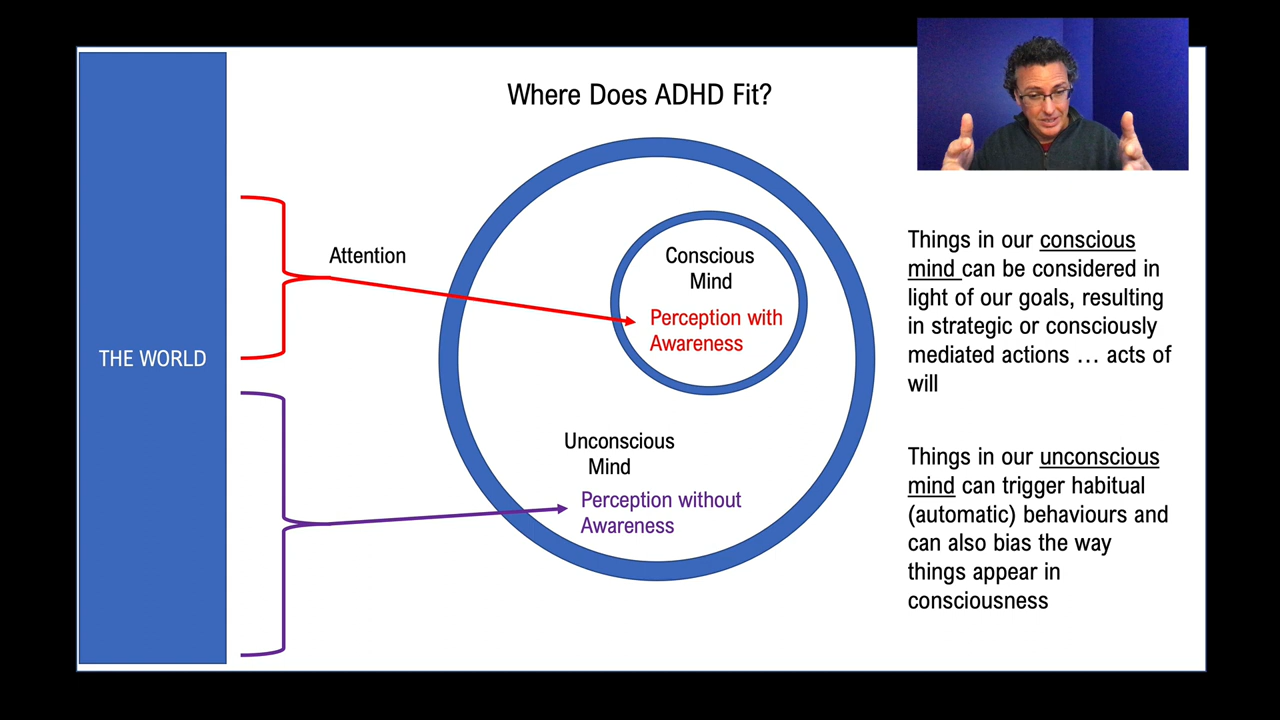 Where Does ADHD Fit?
THE WORLD
Attention
Conscious
Mind
Perception with
Awareness
Unconscious
Mind
Perception without
Awareness
Things in our conscious
mind can be considered in
light of our goals, resulting
in strategic or consciously
mediated actions … acts of
will
Things in our unconscious
mind can trigger habitual
(automatic) behaviours and
can also bias the way
things appear in
consciousness